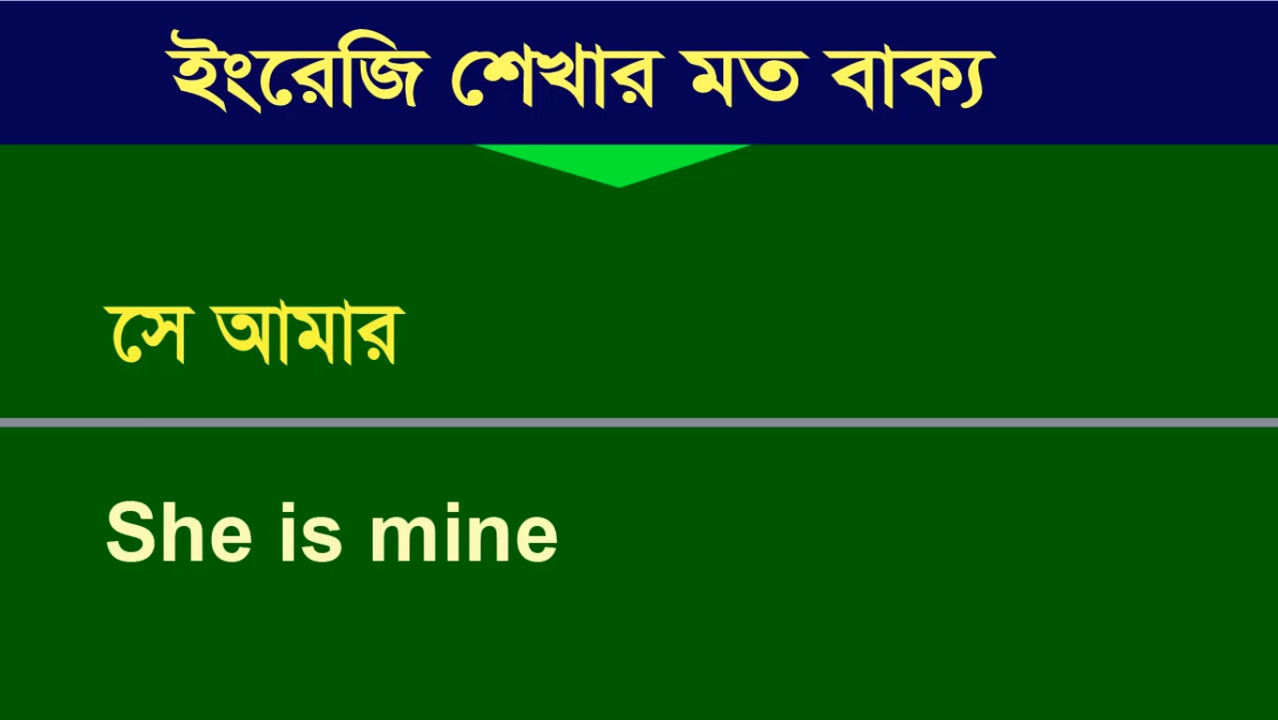 ইংরেজি শেখার মত বাক্য
সে আমার
She is mine